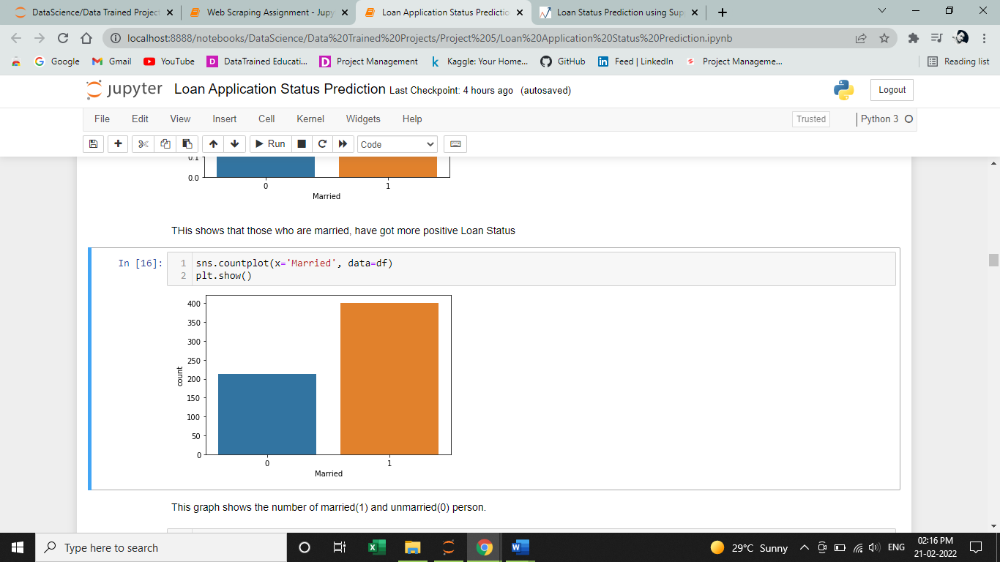 DataScience/Data Trained Project
Web Scraping Assignment - Jupy
Loan Application Status Predictio
Loan Status Prediction using Sup
localhost:8888/notebooks/DataScience/Data%20Trained%20Projects/Project%205/Loan%20Application%20Status%20Prediction.ipynb
Google Gmail YouTube DataTrained Educati... Project Management Kaggle: Your Home... GitHub Feed | LinkedIn Project Manageme... Reading list
jupyter Loan Application Status Prediction Last Checkpoint: 4 hours ago (autosaved) Logout
File Edit View Insert Cell Kernel Widgets Help Trusted Python 3
Run Code
0.1
0.0
0 1
Married
THis shows that those who are married, have got more positive Loan Status
In [16]:
1 sns.countplot(x='Married', data=df)
2 plt.show()
400
350
300
250
200
150
100
50
0
count
0 1
Married
This graph shows the number of married(1) and unmarried(0) person.
Type here to search
29°C Sunny
ENG
02:16 PM
21-02-2022